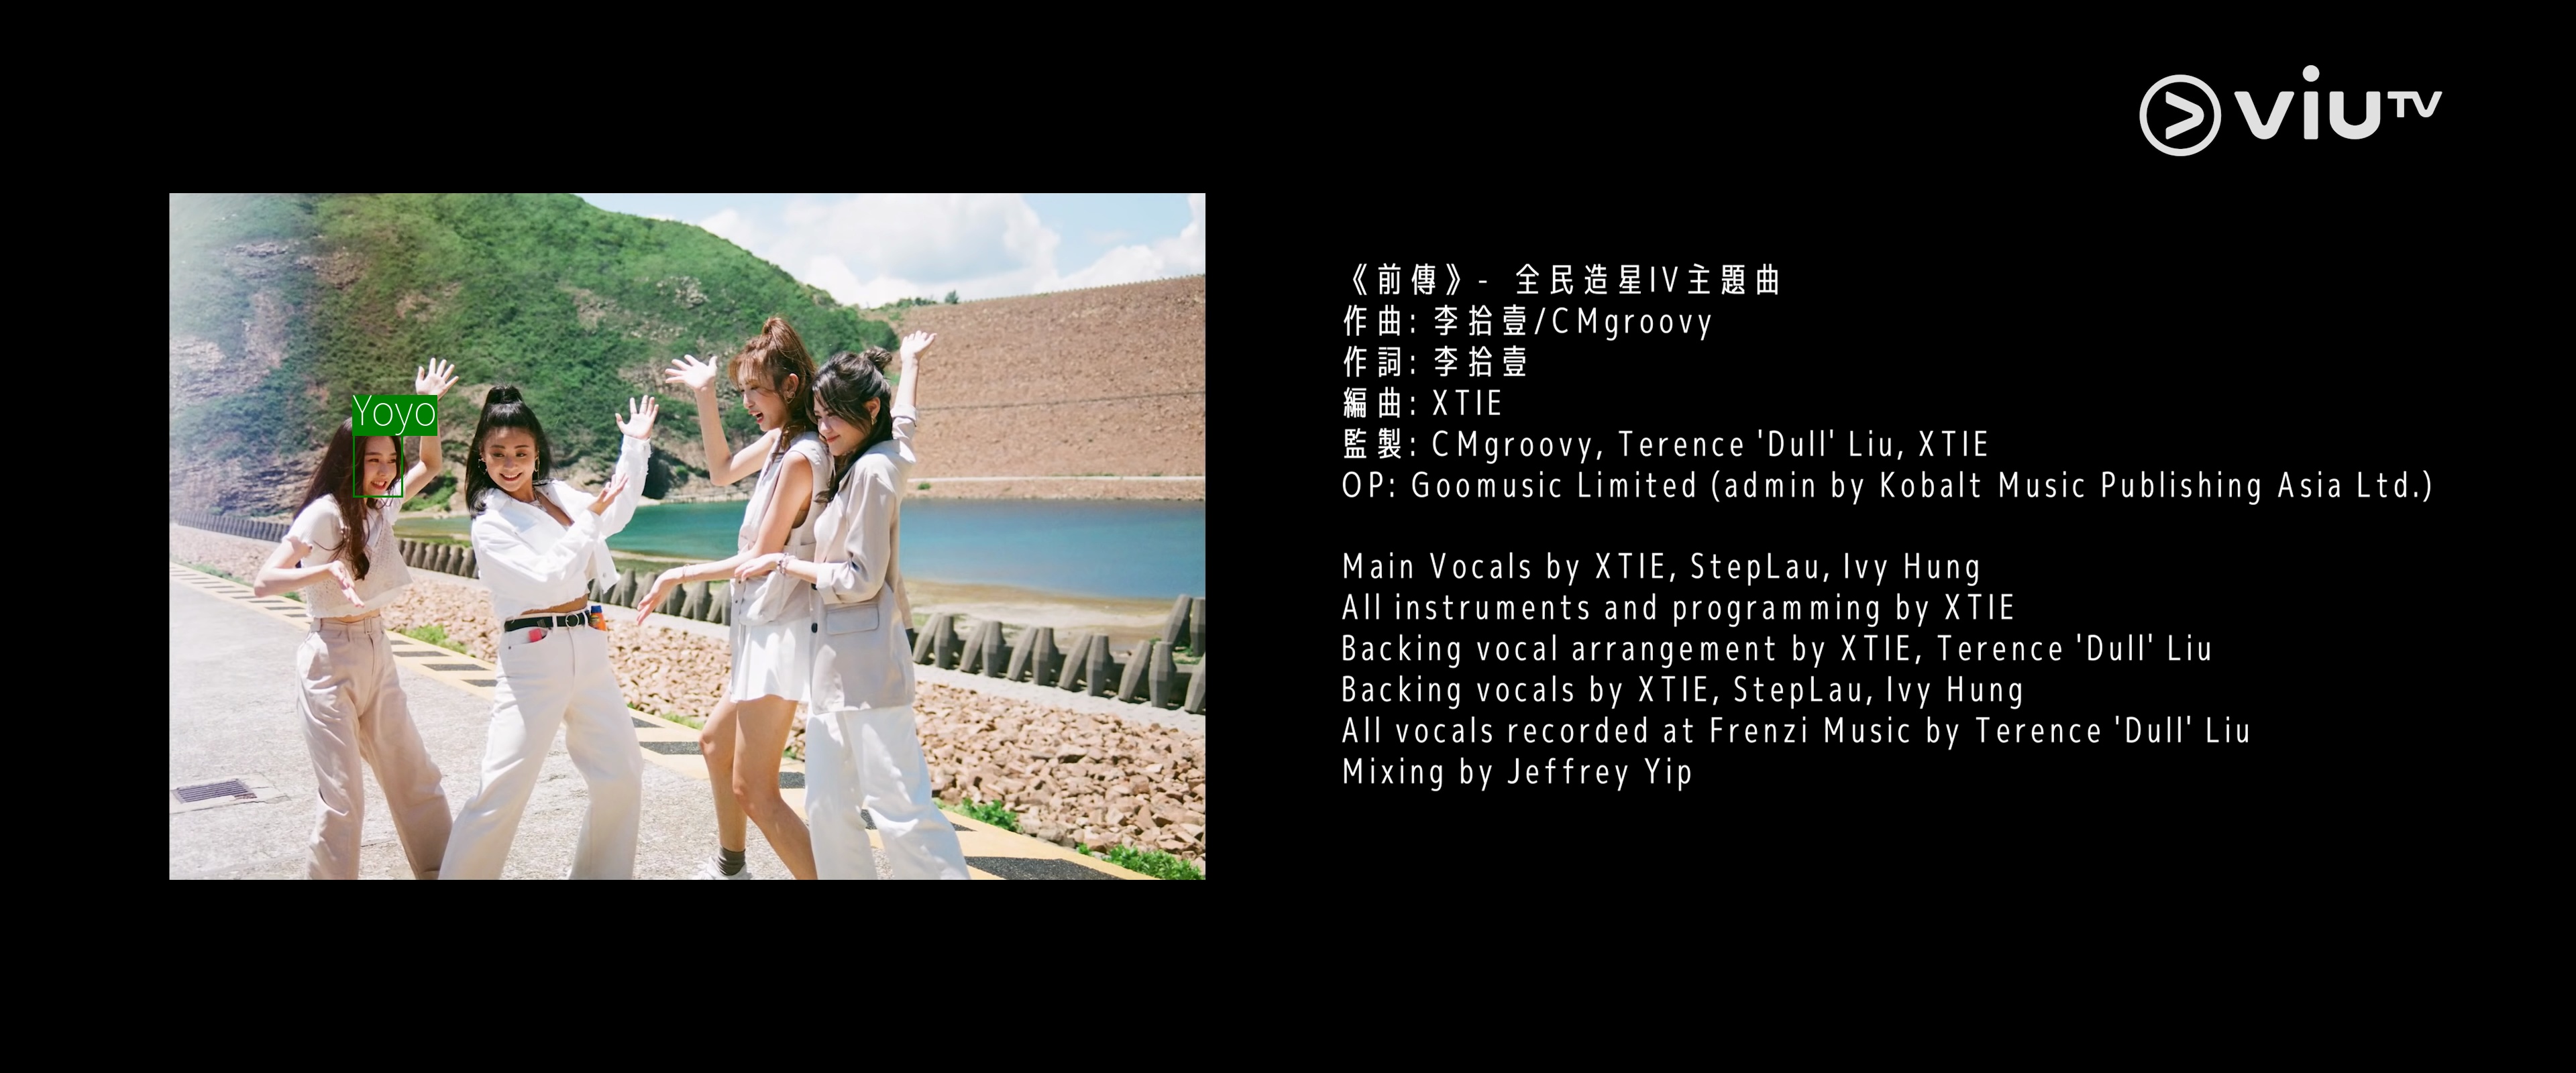 viuTV
Yoyo
《前傳》- 全民造星IV主題曲
作曲: 李拾壹/CMgroovy
作詞: 李拾壹
編曲: XTIE
監製: CMgroovy, Terence 'Dull' Liu, XTIE
OP: Goomusic Limited (admin by Kobalt Music Publishing Asia Ltd.)
Main Vocals by XTIE, StepLau, Ivy Hung
All instruments and programming by XTIE
Backing vocal arrangement by XTIE, Terence 'Dull' Liu
Backing vocals by XTIE, StepLau, Ivy Hung
All vocals recorded at Frenzi Music by Terence 'Dull' Liu
Mixing by Jeffrey Yip